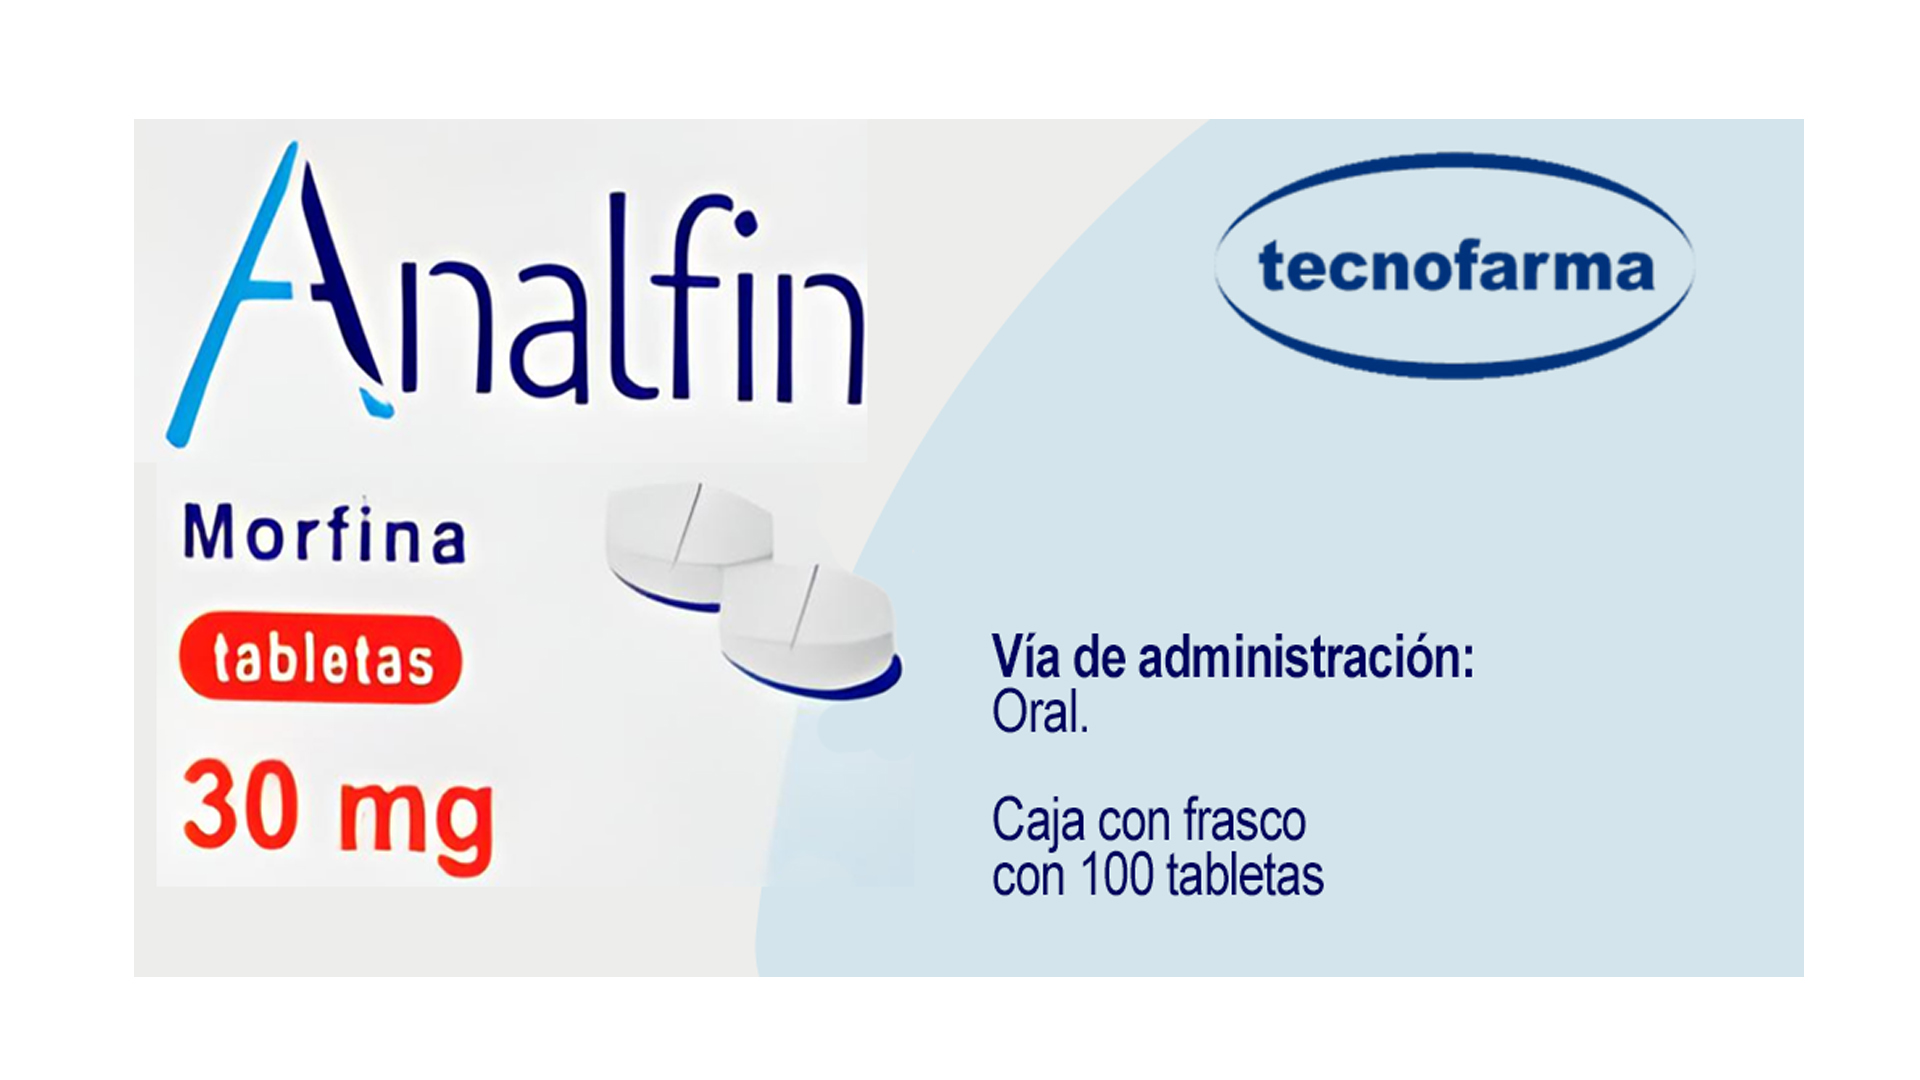 Analfin
Morfina
tabletas
30 mg
tecnofarma
Vía de administración:
Oral.
Caja con frasco
con 100 tabletas